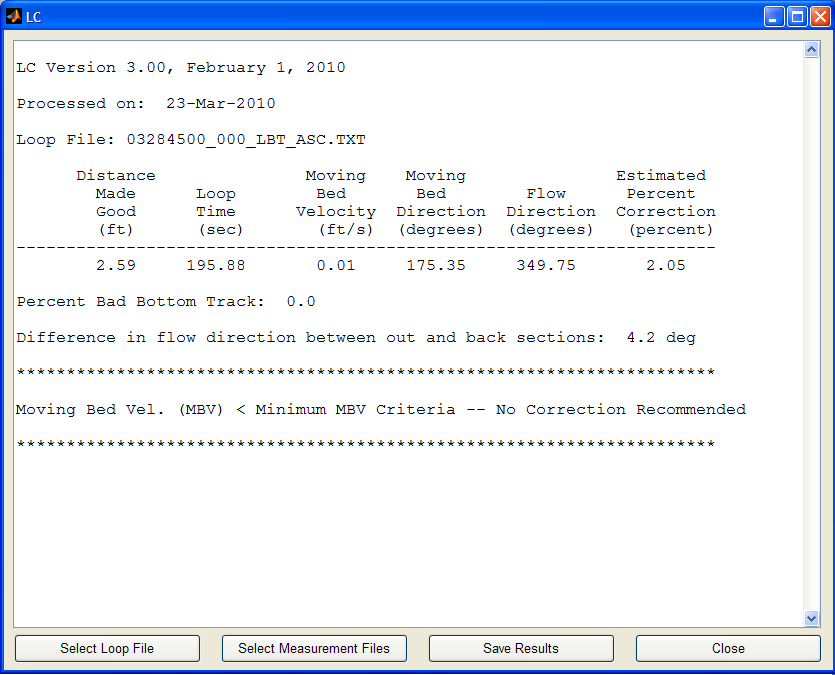 LC
LC Version 3.00, February 1, 2010
Processed on:  23-Mar-2010
Loop File: 03284500_000_LBT_ASC.TXT
Distance Moving Moving Estimated
Made Loop Bed Bed Flow Percent
Good Time Velocity Direction Direction Correction
(ft) (sec) (ft/s) (degrees) (degrees) (percent)
----------------------------------------------------------------------
2.59 195.88 0.01 175.35 349.75 2.05
Percent Bad Bottom Track:  0.0
Difference in flow direction between out and back sections:  4.2 deg
**********************************************************************
Moving Bed Vel. (MBV) < Minimum MBV Criteria -- No Correction Recommended
**********************************************************************
Select Loop File Select Measurement Files Save Results Close